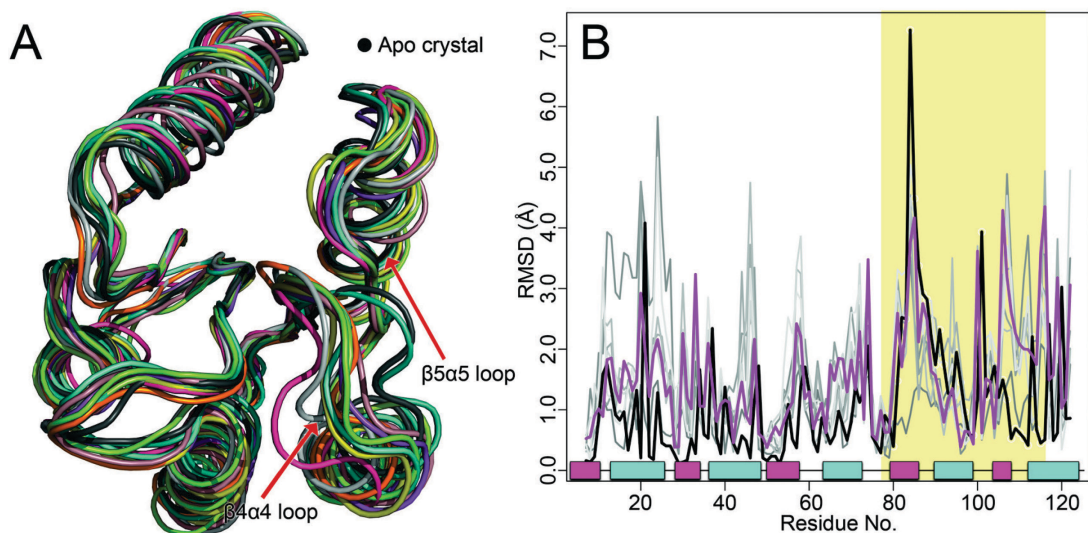 A
● Apo crystal
β5α5 loop
β4α4 loop
B
RMSD (Å)
7.0
6.0
5.0
4.0
3.0
2.0
1.0
0.0
20 40 60 80 100 120
Residue No.